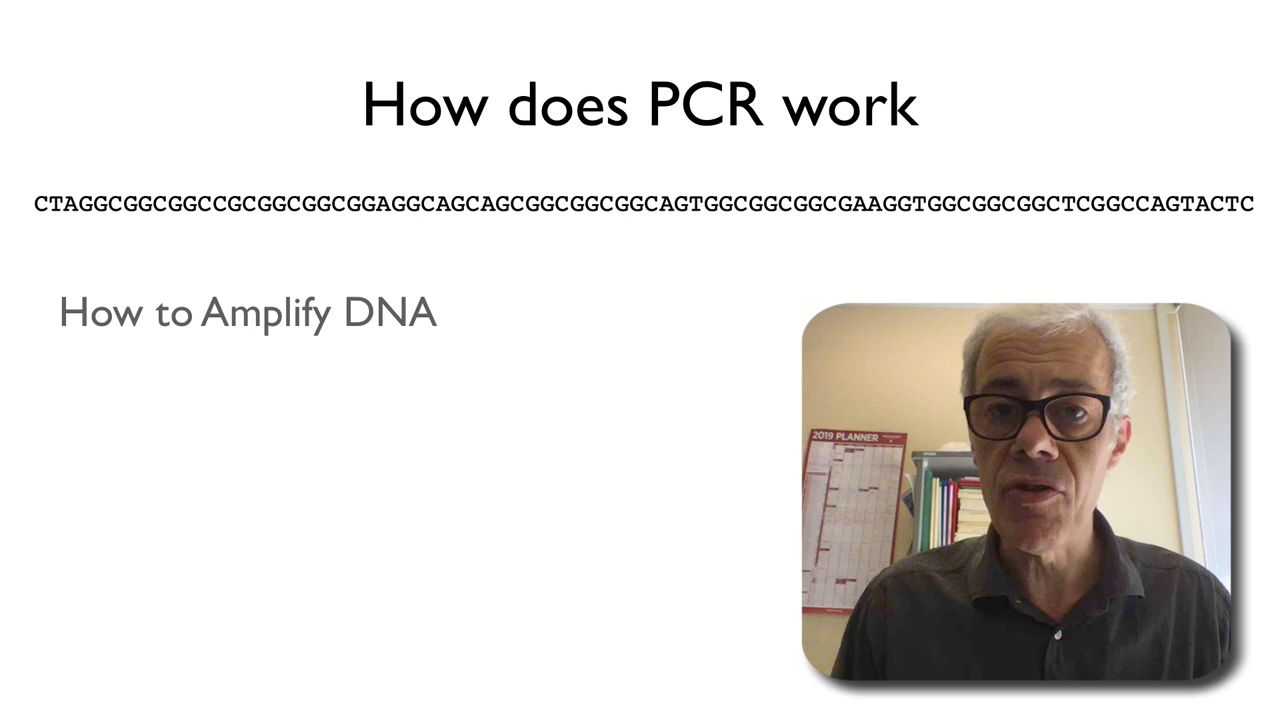 How does PCR work
CTAGGCGGCGGCCGCGGCGGCGGAGGCAGCAGCGGCGGCGGCAGTGGCGGCGGCGAAGGTGGCGGCGGCTCGGCCAGTACTC
How to Amplify DNA
2019 PLANNER